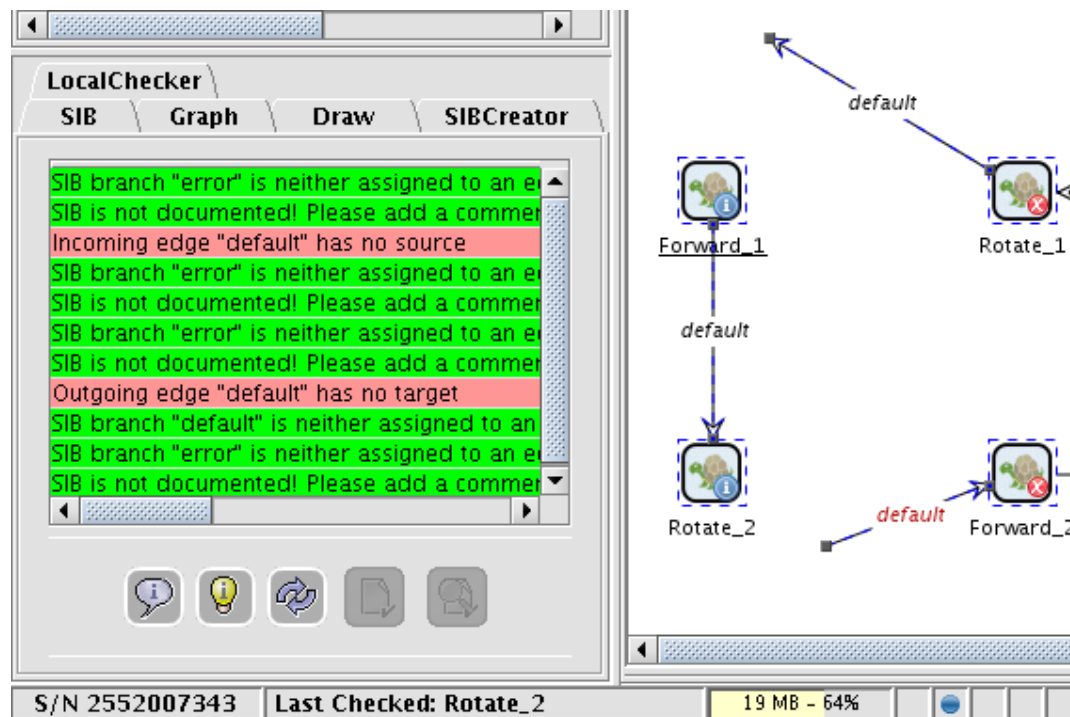 LocalChecker
SIB Graph Draw SIBCreator
SIB branch "error" is neither assigned to an e
SIB is not documented! Please add a commen
Incoming edge "default" has no source
SIB branch "error" is neither assigned to an e
SIB is not documented! Please add a commen
SIB branch "error" is neither assigned to an e
SIB is not documented! Please add a commen
Outgoing edge "default" has no target
SIB branch "default" is neither assigned to an
SIB branch "error" is neither assigned to an e
SIB is not documented! Please add a commen
default
Forward_1
Rotate_1
default
default
Rotate_2
Forward_2
S/N 2552007343 Last Checked: Rotate_2 19 MB - 64%